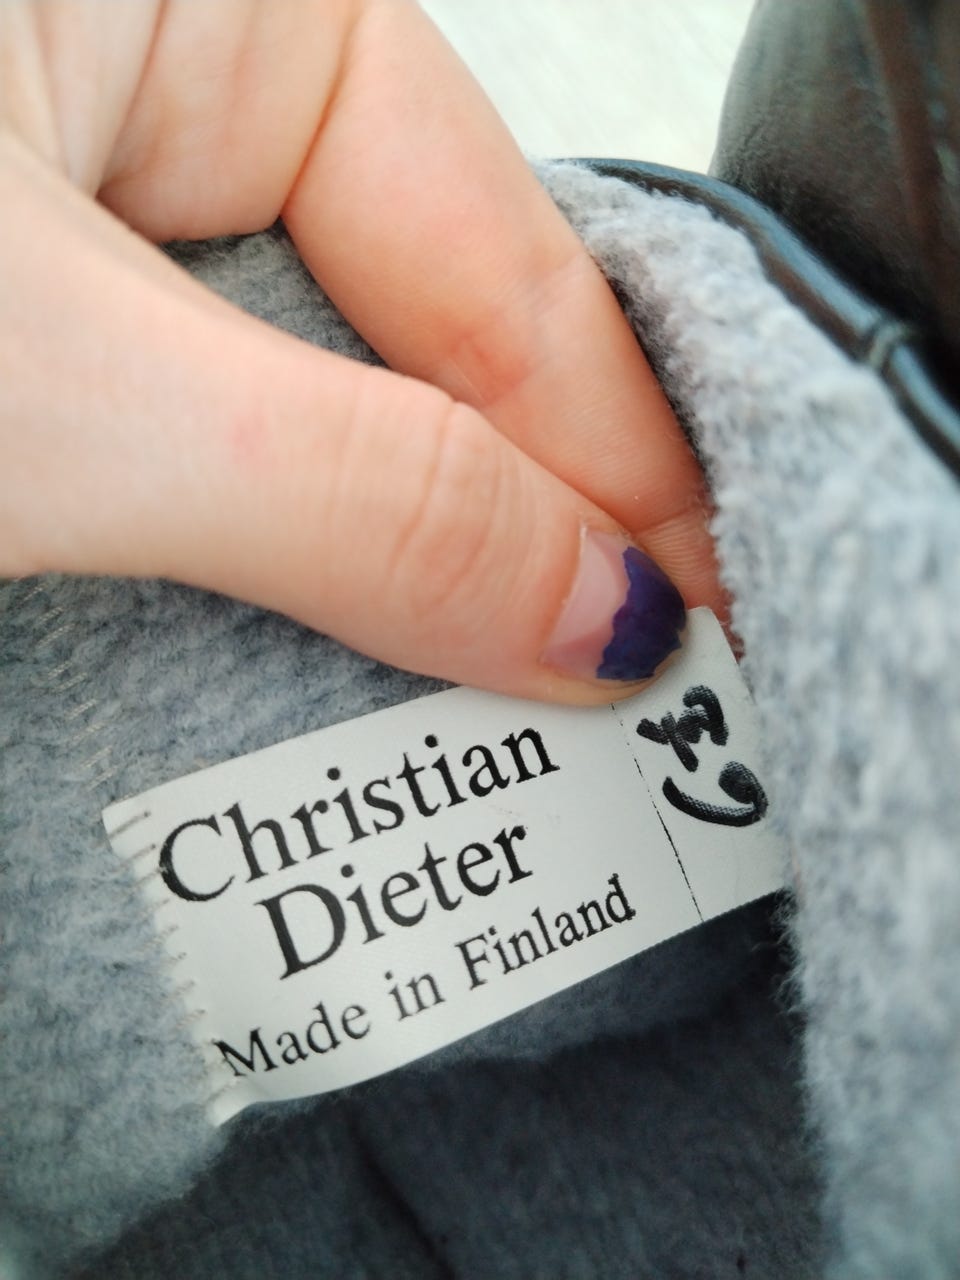 Christian
Dieter
Made in Finland